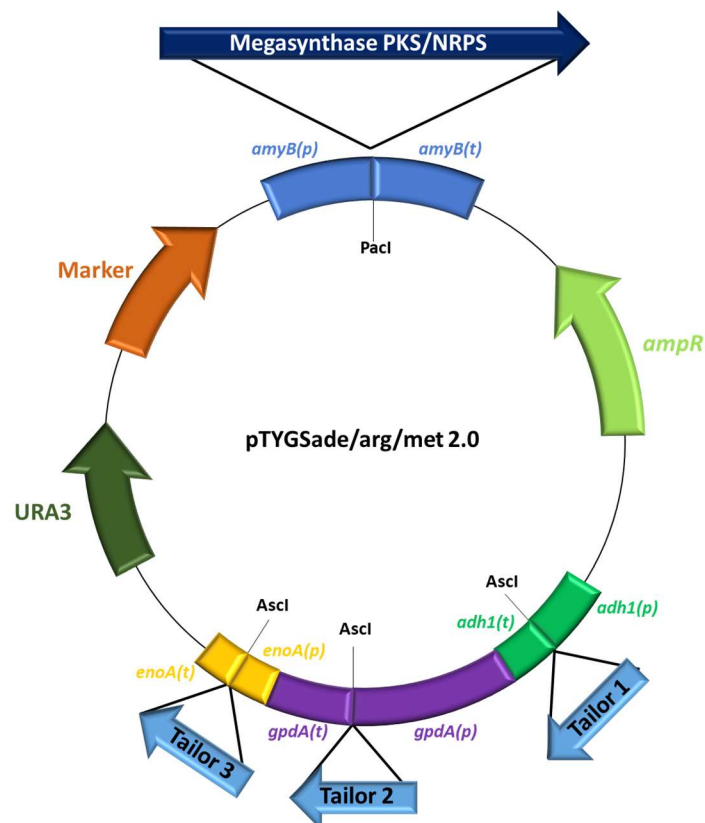 Megasynthase PKS/NRPS
amyB(p)
amyB(t)
PacI
Marker
ampR
pTYGSade/arg/met 2.0
URA3
AscI
adh1(p)
AscI
AscI
adh1(t)
enoA(p)
enoA(t)
gpdA(t)
gpdA(p)
Tailor 1
Tailor 3
Tailor 2